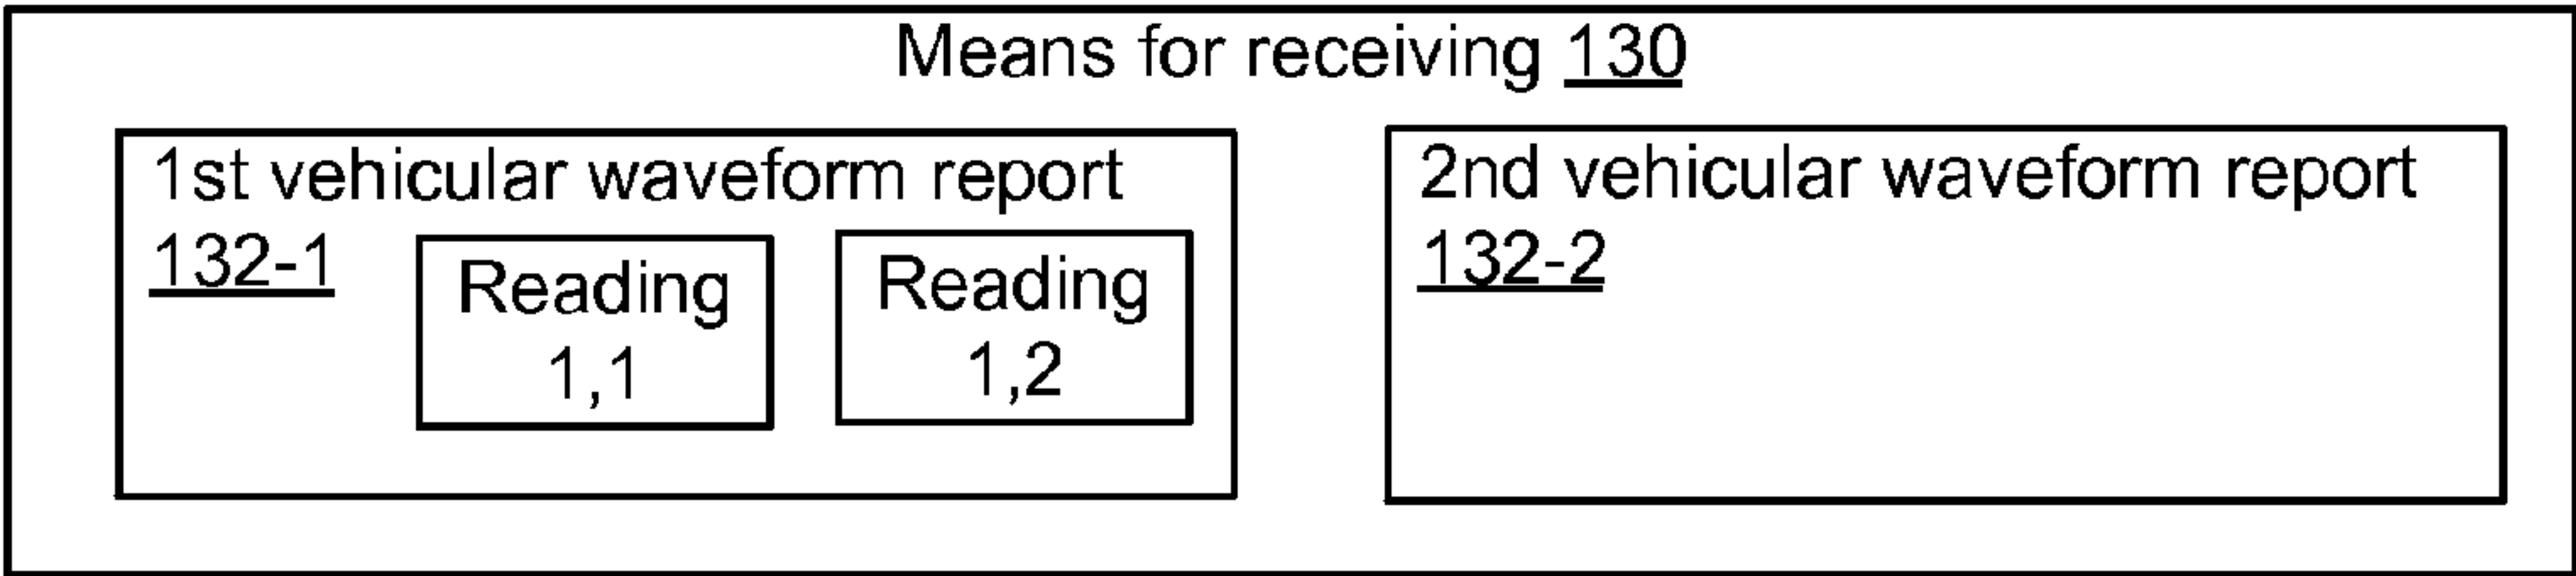 Means for receiving 130
1st vehicular waveform report
132-1
Reading
1,1
Reading
1,2
2nd vehicular waveform report
132-2